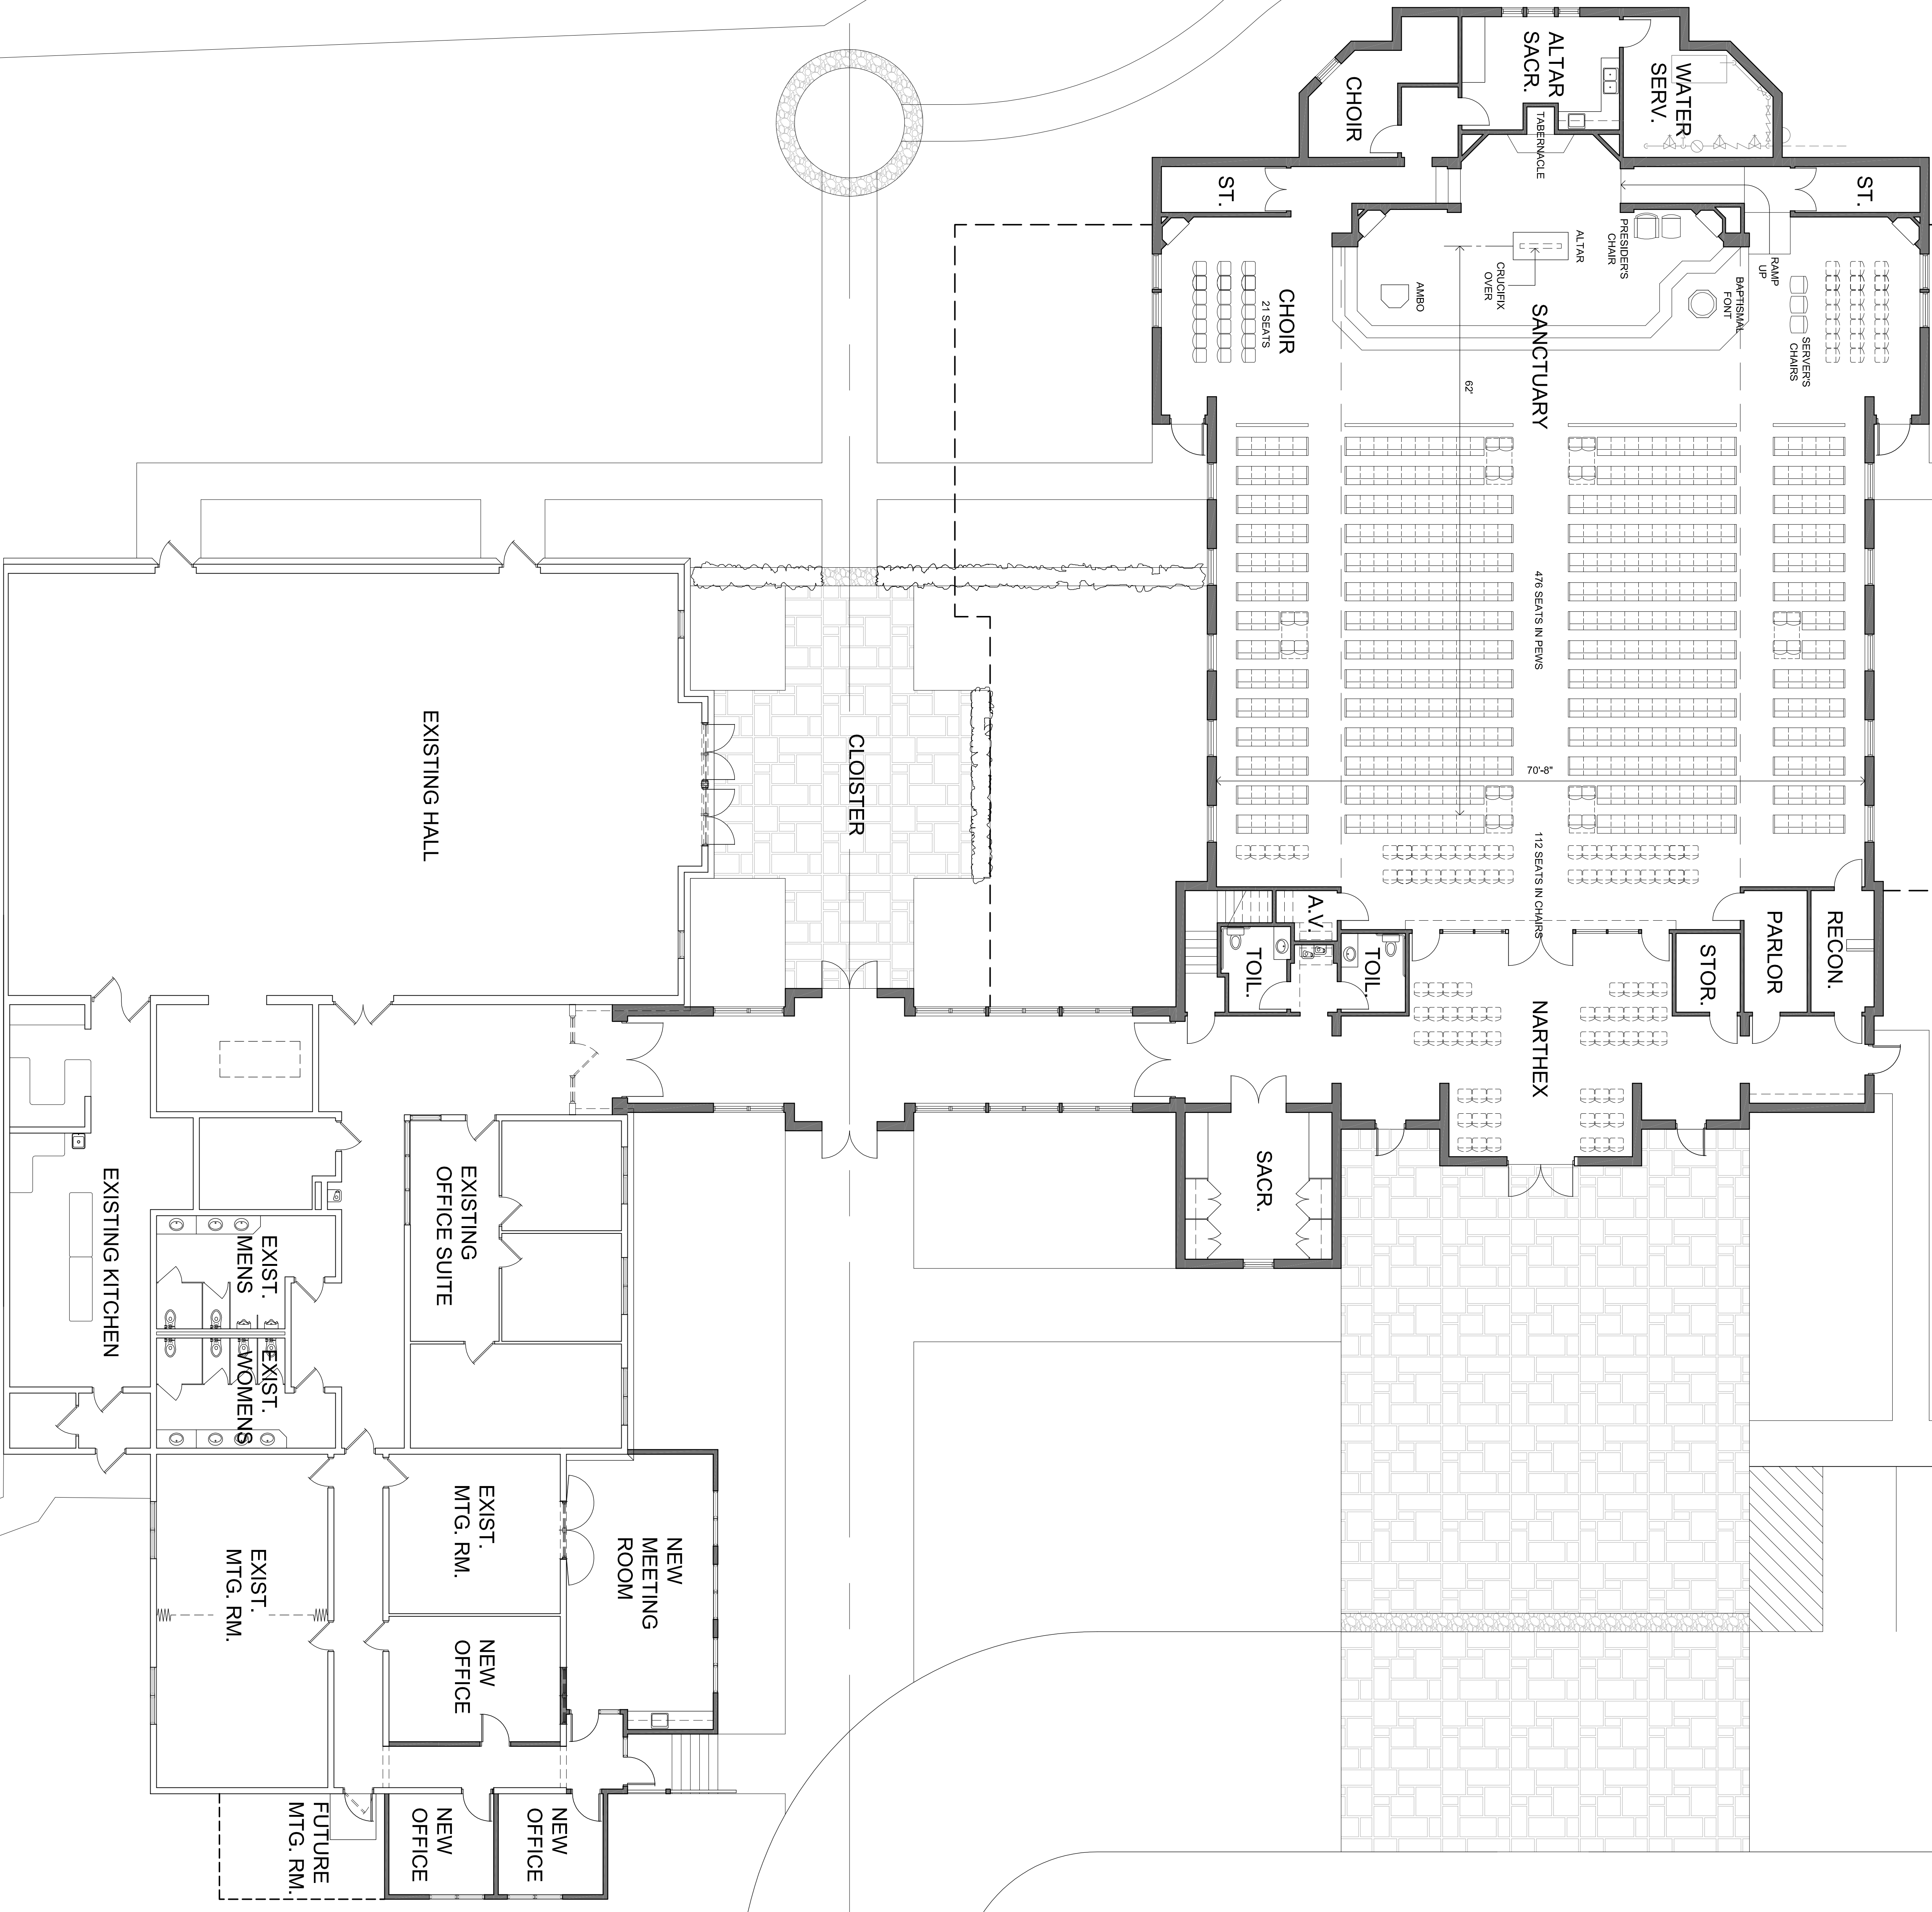 ALTAR
SACR.
WATER
SERV.
CHOIR
TABERNACLE
ST.
ST.
ALTAR
PRESIDER'S
CHAIR
RAMP
UP
CRUCIFIX
OVER
AMBO
BAPTISMAL
FONT
CHOIR
21 SEATS
SANCTUARY
SERVER'S
CHAIRS
62'
476 SEATS IN PEWS
70'-8"
112 SEATS IN CHAIRS
EXISTING HALL
CLOISTER
A.V.
TOIL.
TOIL.
STOR.
PARLOR
RECON.
NARTHEX
SACR.
EXISTING KITCHEN
EXIST.
MENS
EXIST.
WOMENS
EXISTING
OFFICE SUITE
EXIST.
MTG. RM.
EXIST.
MTG. RM.
NEW
MEETING
ROOM
NEW
OFFICE
FUTURE
MTG. RM.
NEW
OFFICE
NEW
OFFICE